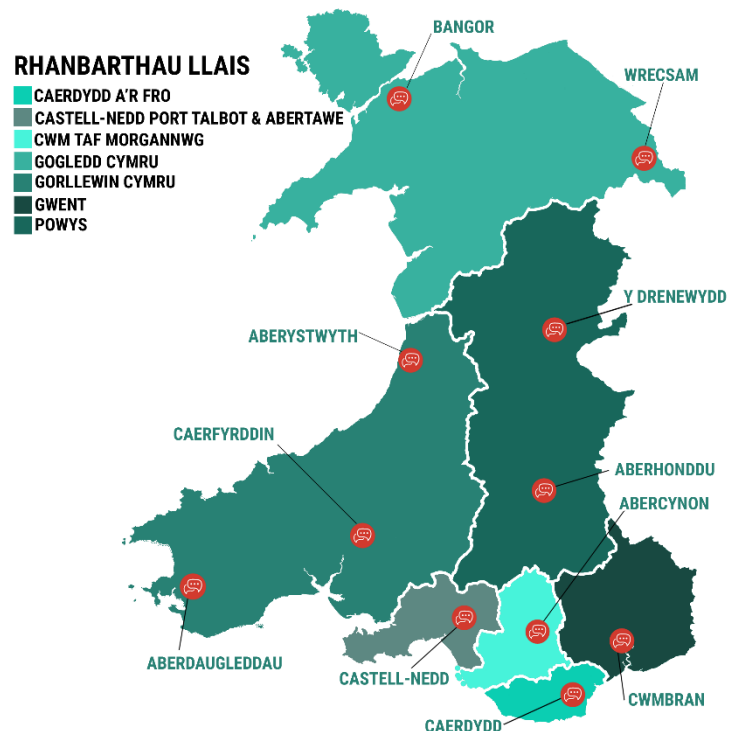 BANGOR
RHANBARTHAU LLAIS
WRECSAM
CAERDYDD A'R FRO
CASTELL-NEDD PORT TALBOT & ABERTAWE
CWM TAF MORGANNWG
GOGLEDD CYMRU
GORLLEWIN CYMRU
GWENT
POWYS
Y DRENEWYDD
ABERYSTWYTH
CAERFYRDDIN
ABERHONDDU
ABERCYNON
ABERDAUGLEDDAU
CASTELL-NEDD
CWMBRAN
CAERDYDD